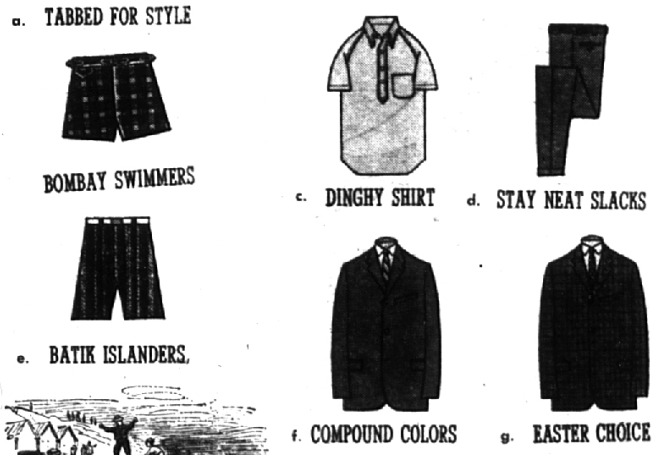 a. TABBED FOR STYLE
BOMBAY SWIMMERS
c. DINGHY SHIRT
d. STAY NEAT SLACKS
e. BATIK ISLANDERS,
f. COMPOUND COLORS
g. EASTER CHOICE